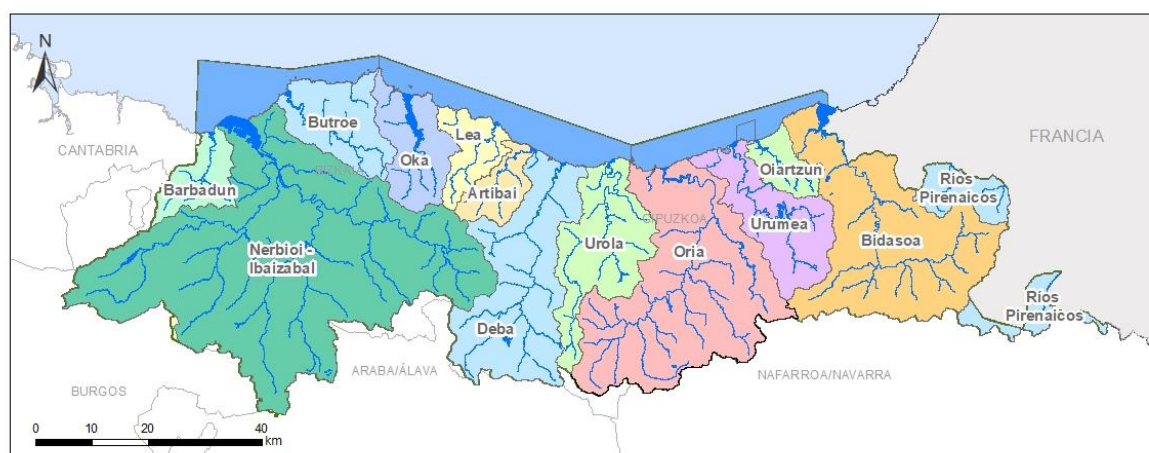 N
CANTABRIA
FRANCIA
Butroe
Lea
Oka
BIZKAIA
Barbadun
Artibai
Oiartzun
Ríos
Pirenaicos
GIPUZKOA
Urumea
Nerbioi -
Ibaizabal
Urola
Oria
Bidasoa
Deba
Ríos
Pirenaicos
ARABA/ÁLAVA
NAFARROA/NAVARRA
BURGOS
0 10 20 40
km